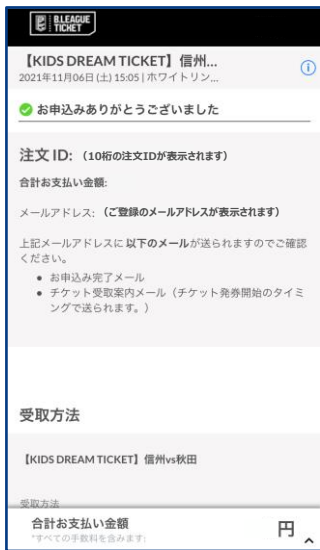 B.LEAGUE
TICKET
【KIDS DREAM TICKET】信州...
2021年11月06日 (土) 15:05 | ホワイトリン...
お申込みありがとうございました
注文 ID: (10桁の注文IDが表示されます)
合計お支払い金額:
メールアドレス: (ご登録のメールアドレスが表示されます)
上記メールアドレスに以下のメールが送られますのでご確認
ください。
• お申込み完了メール
• チケット受取案内メール（チケット発券開始のタイミ
ングで送られます。）
受取方法
【KIDS DREAM TICKET】信州vs秋田
受取方法
合計お支払い金額
円
*すべての手数料を含みます: